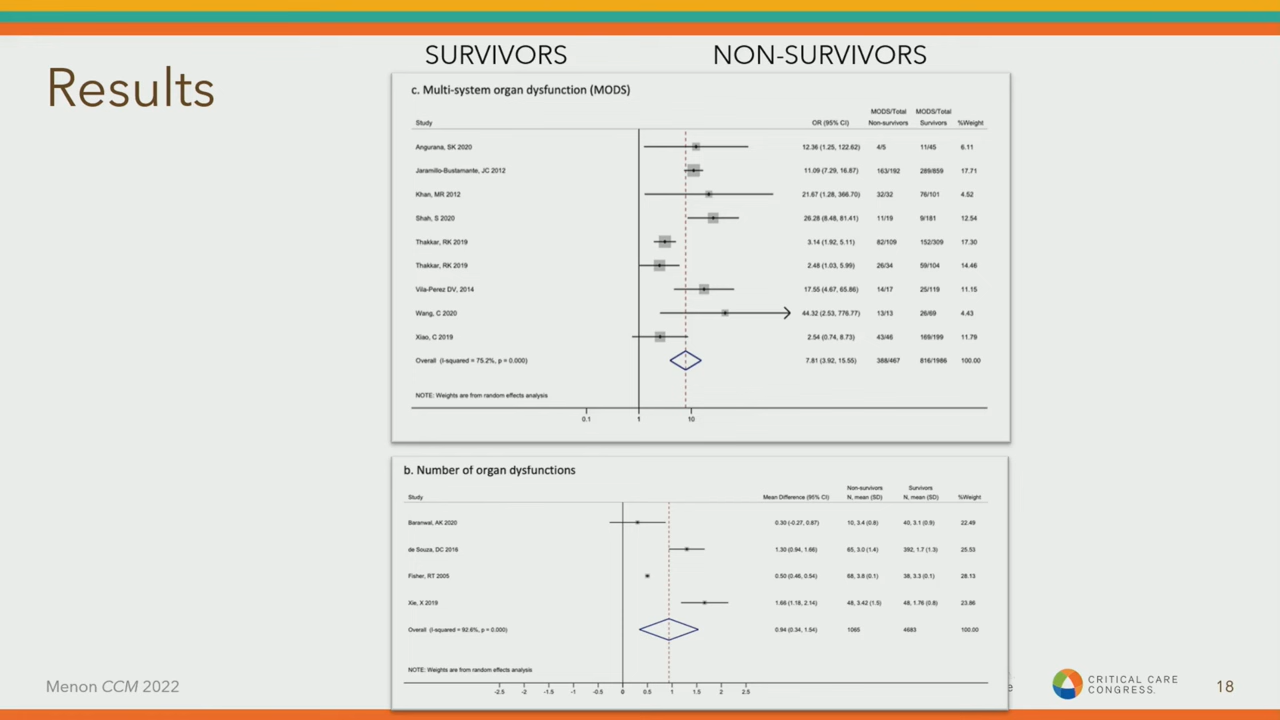 SURVIVORS NON-SURVIVORS
Results
c. Multi-system organ dysfunction (MODS)
MODS/Total MODS/Total
Study OR (95% CI) Non-survivors Survivors %Weight
Angurana, SK 2020 12.36 (1.25, 122.62) 4/5 11/45 6.11
Jaramillo-Bustamante, JC 2012 11.09 (7.29, 16.87) 163/192 289/859 17.71
Khan, MR 2012 21.67 (1.28, 366.70) 32/32 76/101 4.52
Shah, S 2020 26.28 (8.48, 81.41) 11/19 9/181 12.54
Thakkar, RK 2019 3.14 (1.92, 5.11) 82/109 152/309 17.30
Thakkar, RK 2019 2.48 (1.03, 5.99) 26/34 59/104 14.46
Vila-Perez DV, 2014 17.55 (4.67, 65.86) 14/17 25/119 11.15
Wang, C 2020 44.32 (2.53, 776.77) 13/13 26/69 4.43
Xiao, C 2019 2.54 (0.74, 8.73) 43/46 169/199 11.79
Overall (I-squared = 75.2%, p = 0.000) 7.81 (3.92, 15.55) 388/467 816/1986 100.00
NOTE: Weights are from random effects analysis
0.1 1 10
b. Number of organ dysfunctions
Non-survivors Survivors
Study Mean Difference (95% CI) N, mean (SD) N, mean (SD) %Weight
Baranwal, AK 2020 0.30 (-0.27, 0.87) 10, 3.4 (0.8) 40, 3.1 (0.9) 22.49
de Souza, DC 2016 1.30 (0.94, 1.66) 65, 3.0 (1.4) 392, 1.7 (1.3) 25.53
Fisher, RT 2005 0.50 (0.46, 0.54) 68, 3.8 (0.1) 38, 3.3 (0.1) 28.13
Xie, X 2019 1.66 (1.18, 2.14) 48, 3.42 (1.5) 48, 1.76 (0.8) 23.86
Overall (I-squared = 92.6%, p = 0.000) 0.94 (0.34, 1.54) 1065 4683 100.00
NOTE: Weights are from random effects analysis
-2.5 -2 -1.5 -1 -0.5 0 0.5 1 1.5 2 2.5
Menon CCM 2022
CRITICAL CARE
CONGRESS.
18